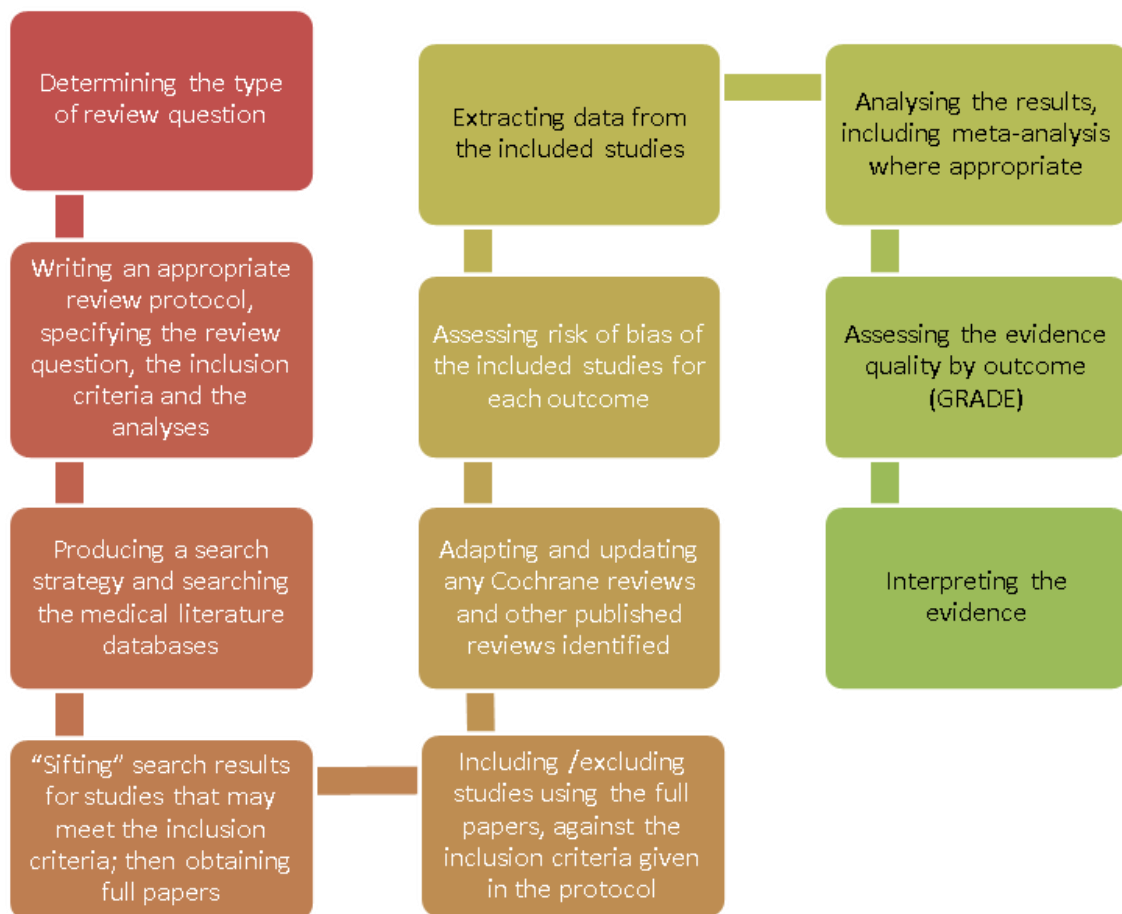 Determining the type
of review question
Writing an appropriate
review protocol,
specifying the review
question, the inclusion
criteria and the
analyses
Producing a search
strategy and searching
the medical literature
databases
“Sifting” search results
for studies that may
meet the inclusion
criteria; then obtaining
full papers
Including /excluding
studies using the full
papers, against the
inclusion criteria given
in the protocol
Adapting and updating
any Cochrane reviews
and other published
reviews identified
Assessing risk of bias of
the included studies for
each outcome
Extracting data from
the included studies
Analysing the results,
including meta-analysis
where appropriate
Assessing the evidence
quality by outcome
(GRADE)
Interpreting the
evidence